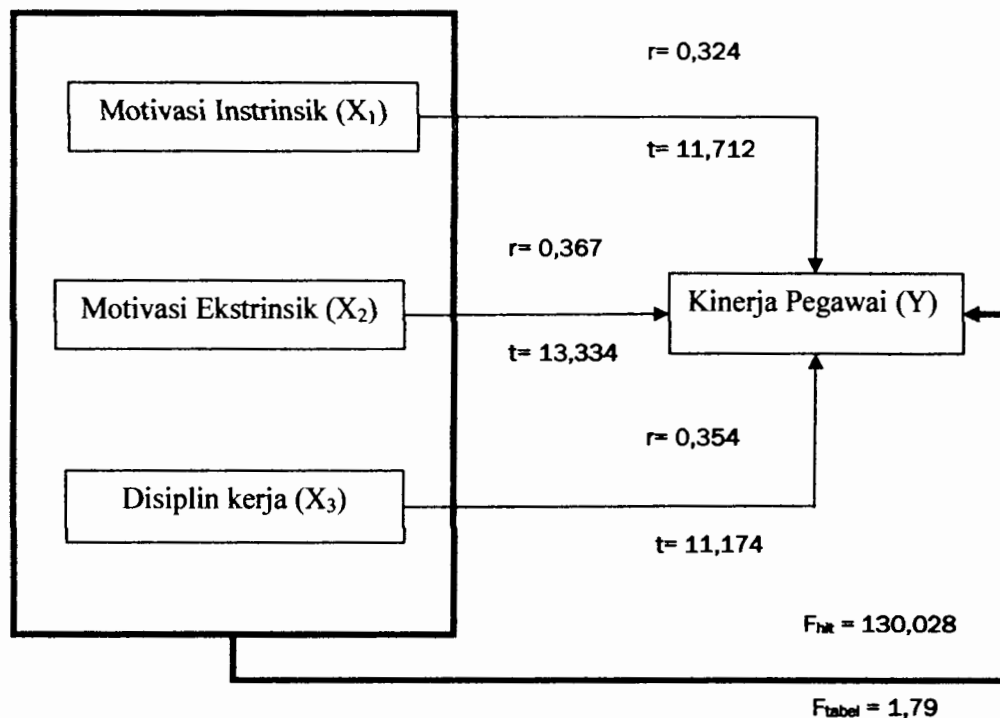 r= 0,324
Motivasi Instrinsik (X₁)
t= 11,712
r= 0,367
Motivasi Ekstrinsik (X₂)
Kinerja Pegawai (Y)
t= 13,334
r= 0,354
Disiplin kerja (X₃)
t= 11,174
Fhit = 130,028
Ftabel = 1,79